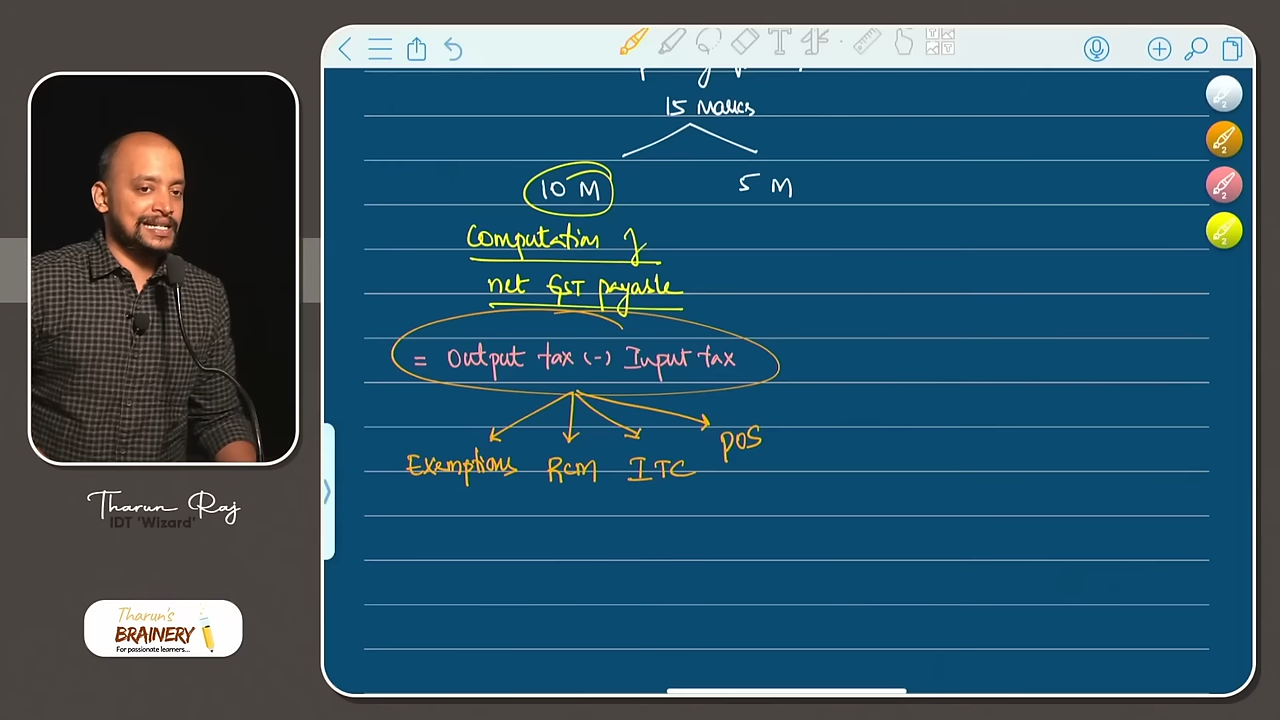 15 Marks
10 M
5 M
Computation of
net GST payable
= Output tax (-) Input tax
Exemptions RCM ITC POS
Tharun Raj
IDT 'Wizard'
Tharun's
BRAINERY
For passionate learners...